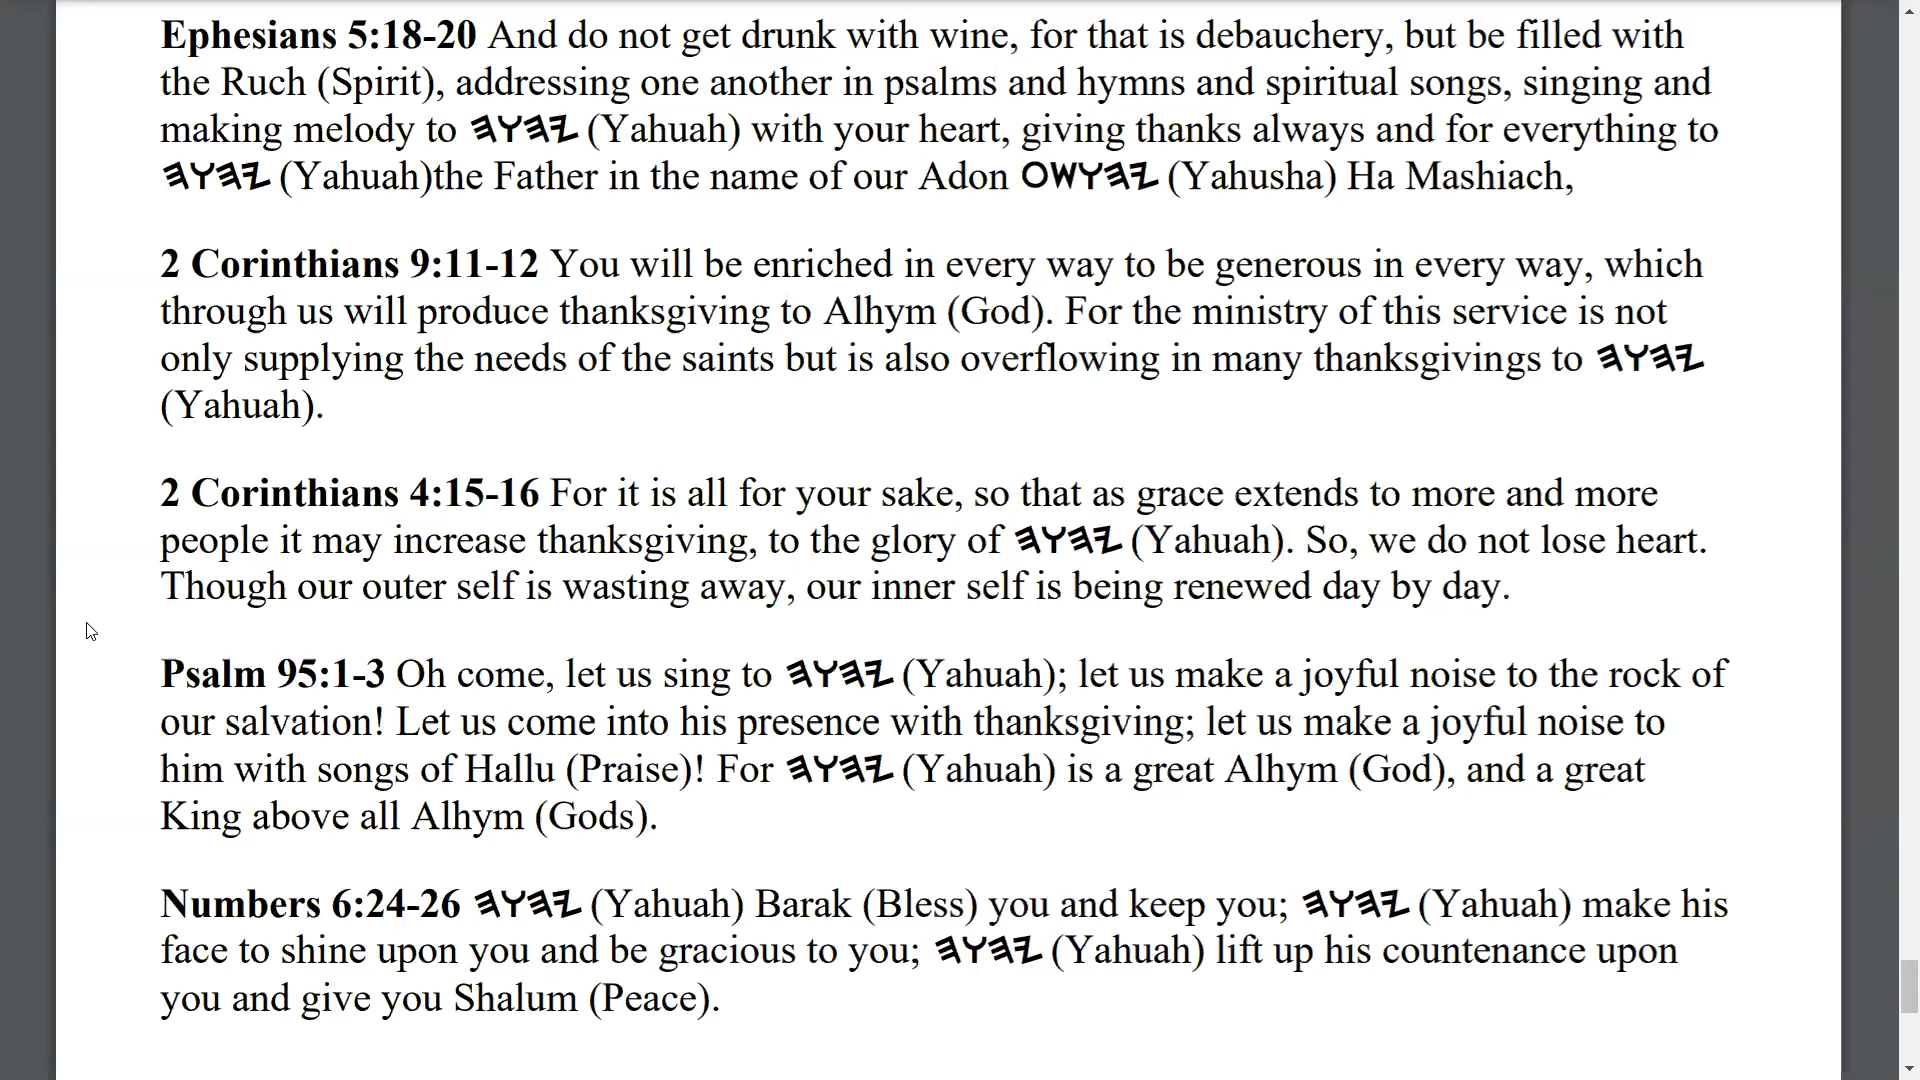 Ephesians 5:18-20 And do not get drunk with wine, for that is debauchery, but be filled with
the Ruch (Spirit), addressing one another in psalms and hymns and spiritual songs, singing and
making melody to 𐤉𐤄𐤅𐤄 (Yahuah) with your heart, giving thanks always and for everything to
𐤉𐤄𐤅𐤄 (Yahuah)the Father in the name of our Adon 𐤉𐤄𐤅𐤔𐤏 (Yahusha) Ha Mashiach,
2 Corinthians 9:11-12 You will be enriched in every way to be generous in every way, which
through us will produce thanksgiving to Alhym (God). For the ministry of this service is not
only supplying the needs of the saints but is also overflowing in many thanksgivings to 𐤉𐤄𐤅𐤄
(Yahuah).
2 Corinthians 4:15-16 For it is all for your sake, so that as grace extends to more and more
people it may increase thanksgiving, to the glory of 𐤉𐤄𐤅𐤄 (Yahuah). So, we do not lose heart.
Though our outer self is wasting away, our inner self is being renewed day by day.
Psalm 95:1-3 Oh come, let us sing to 𐤉𐤄𐤅𐤄 (Yahuah); let us make a joyful noise to the rock of
our salvation! Let us come into his presence with thanksgiving; let us make a joyful noise to
him with songs of Hallu (Praise)! For 𐤉𐤄𐤅𐤄 (Yahuah) is a great Alhym (God), and a great
King above all Alhym (Gods).
Numbers 6:24-26 𐤉𐤄𐤅𐤄 (Yahuah) Barak (Bless) you and keep you; 𐤉𐤄𐤅𐤄 (Yahuah) make his
face to shine upon you and be gracious to you; 𐤉𐤄𐤅𐤄 (Yahuah) lift up his countenance upon
you and give you Shalum (Peace).